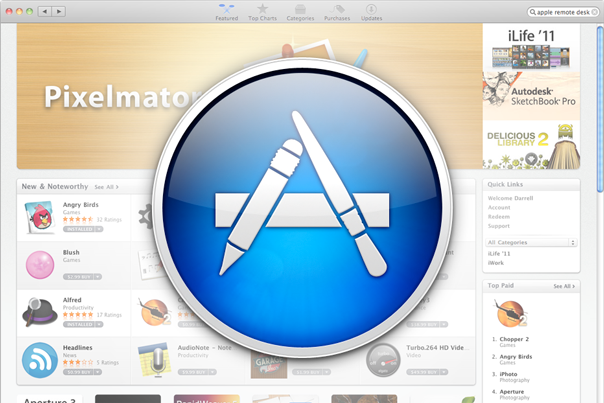 Featured Top Charts Categories Purchases Updates
apple remote desk
Pixelmator
iLife '11
Autodesk
SketchBook Pro
DELICIOUS
LIBRARY 2
New & Noteworthy See All >
Angry Birds
Games
12 Ratings
INSTALLED
Blush
Games
$0.99 BUY
Alfred
Productivity
17 Ratings
INSTALLED
Headlines
News
5 Ratings
$2.99 BUY
AudioNote - Note
Productivity
GARAGE
Turbo.264 HD Vide...
Video
Quick Links
Welcome Darrell
Account
Redeem
Support
All Categories
iLife '11
iWork
Top Paid See All >
1. Chopper 2
Games
2. Angry Birds
Games
3. iPhoto
Photography
4. Aperture
Photography
Aperture 3
RapidWeaver